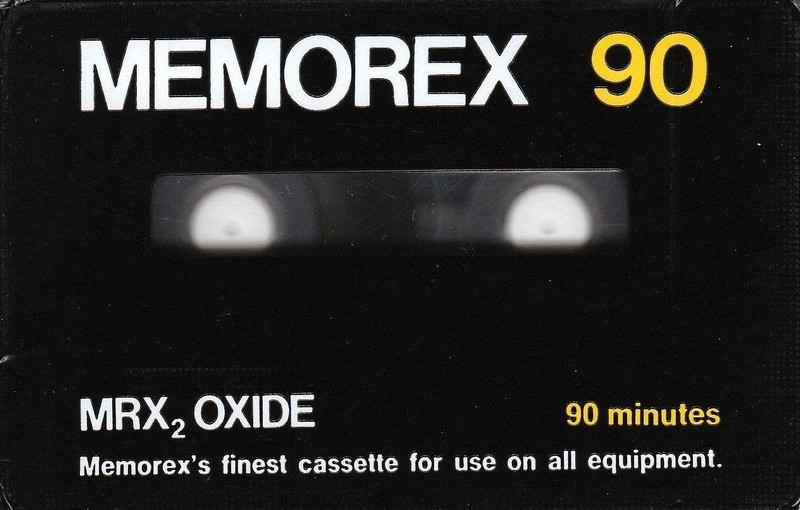 MEMOREX 90
MRX₂ OXIDE 90 minutes
Memorex's finest cassette for use on all equipment.